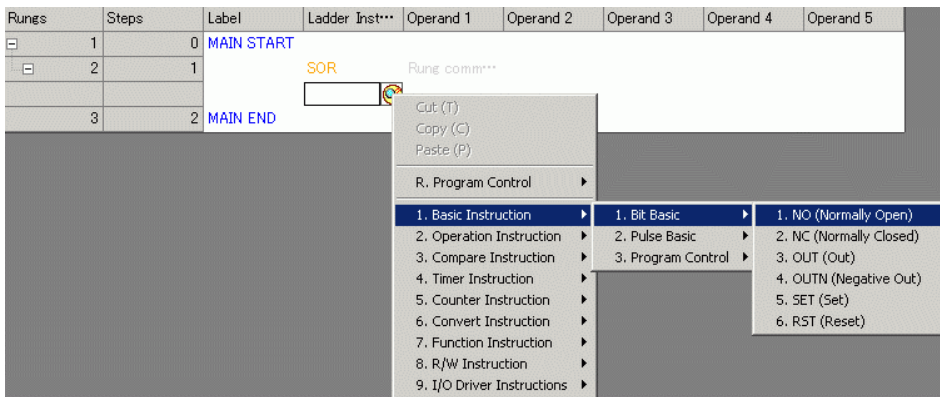 Rungs Steps Label Ladder Inst… Operand 1 Operand 2 Operand 3 Operand 4 Operand 5
1 0 MAIN START
2 1 SOR Rung comm…
3 2 MAIN END
Cut (T)
Copy (C)
Paste (P)
R. Program Control
1. Basic Instruction
2. Operation Instruction
3. Compare Instruction
4. Timer Instruction
5. Counter Instruction
6. Convert Instruction
7. Function Instruction
8. R/W Instruction
9. I/O Driver Instructions
1. Bit Basic
2. Pulse Basic
3. Program Control
1. NO (Normally Open)
2. NC (Normally Closed)
3. OUT (Out)
4. OUTN (Negative Out)
5. SET (Set)
6. RST (Reset)